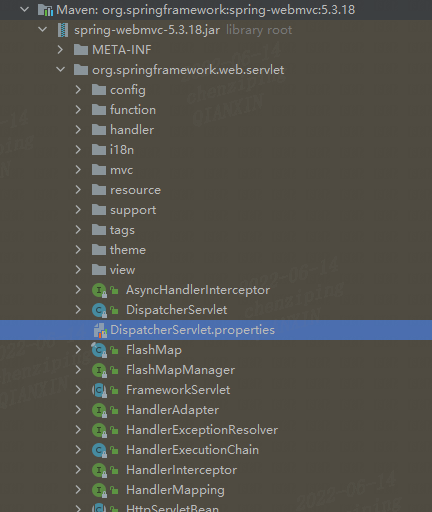 Maven: org.springframework:spring-webmvc:5.3.18
spring-webmvc-5.3.18.jar library root
META-INF
org.springframework.web.servlet
config
function
handler
i18n
mvc
resource
support
tags
theme
view
AsyncHandlerInterceptor
DispatcherServlet
DispatcherServlet.properties
FlashMap
FlashMapManager
FrameworkServlet
HandlerAdapter
HandlerExceptionResolver
HandlerExecutionChain
HandlerInterceptor
HandlerMapping
HttpServletBean